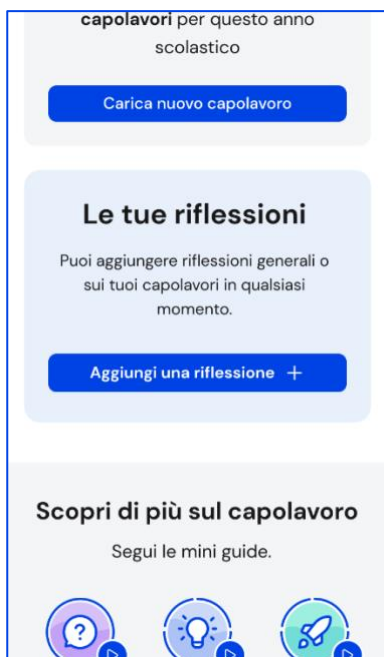 capolavori per questo anno
scolastico
Carica nuovo capolavoro
Le tue riflessioni
Puoi aggiungere riflessioni generali o
sui tuoi capolavori in qualsiasi
momento.
Aggiungi una riflessione +
Scopri di più sul capolavoro
Segui le mini guide.
?